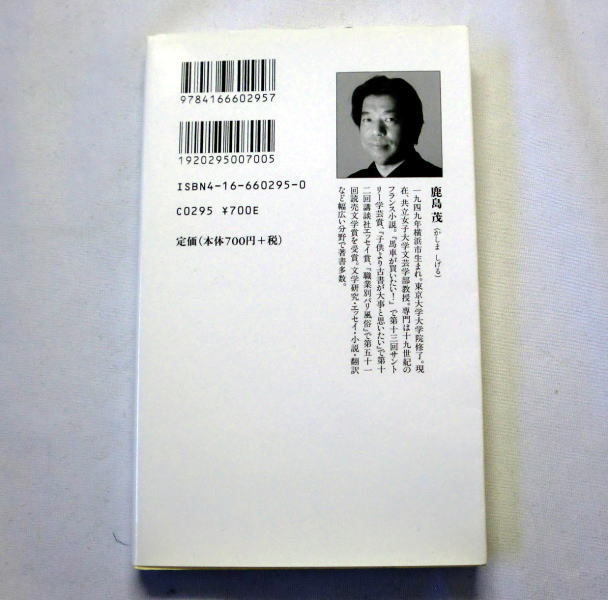 9784166602957
1920295007005
ISBN4-16-660295-0
C0295 ¥700E
定価(本体700円+税)
鹿島 茂(かしま しげる)
一九四九年横浜市生まれ。東京大学大学院修了。現
在、共立女子大学文芸学部教授。専門は十九世紀の
フランス小説。『馬車が買いたい!』で第十三回サント
リー学芸賞、『子供より古書が大事と思いたい』で第十
二回講談社エッセイ賞、『職業別パリ風俗』で第五十一
回読売文学賞を受賞。文学研究・エッセイ・小説・翻訳
など幅広い分野で著書多数。